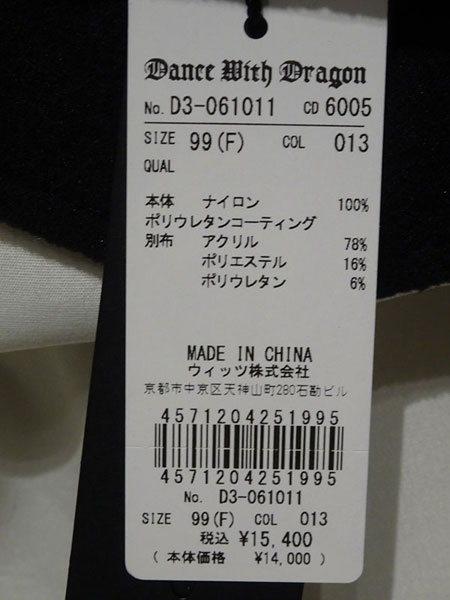 Dance With Dragon
No. D3-061011 CD 6005
SIZE 99(F) COL 013
QUAL
本体 ナイロン 100%
ポリウレタンコーティング
別布 アクリル 78%
ポリエステル 16%
ポリウレタン 6%
MADE IN CHINA
ウィッツ株式会社
京都市中京区天神山町280石勘ビル
4571204251995
4571204251995
No. D3-061011
SIZE 99(F) COL 013
税込 ¥15,400
( 本体価格 ¥14,000 )